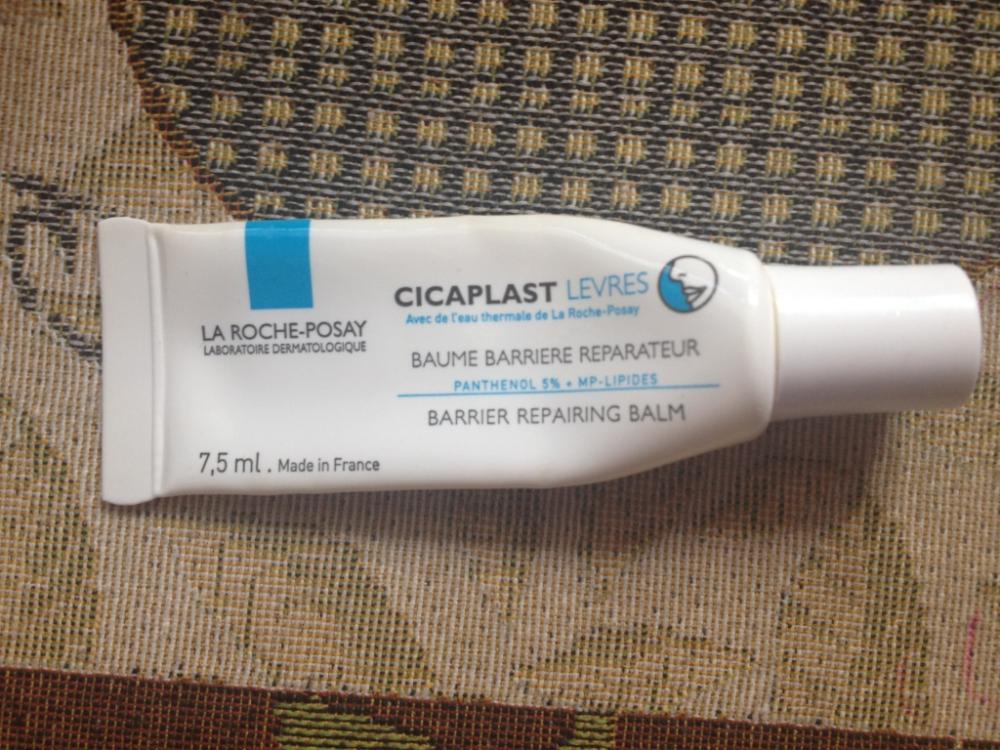 LA ROCHE-POSAY
LABORATOIRE DERMATOLOGIQUE
CICAPLAST LEVRES
Avec de l'eau thermale de La Roche-Posay
BAUME BARRIERE REPARATEUR
PANTHENOL 5% + MP-LIPIDES
BARRIER REPAIRING BALM
7,5 ml . Made in France